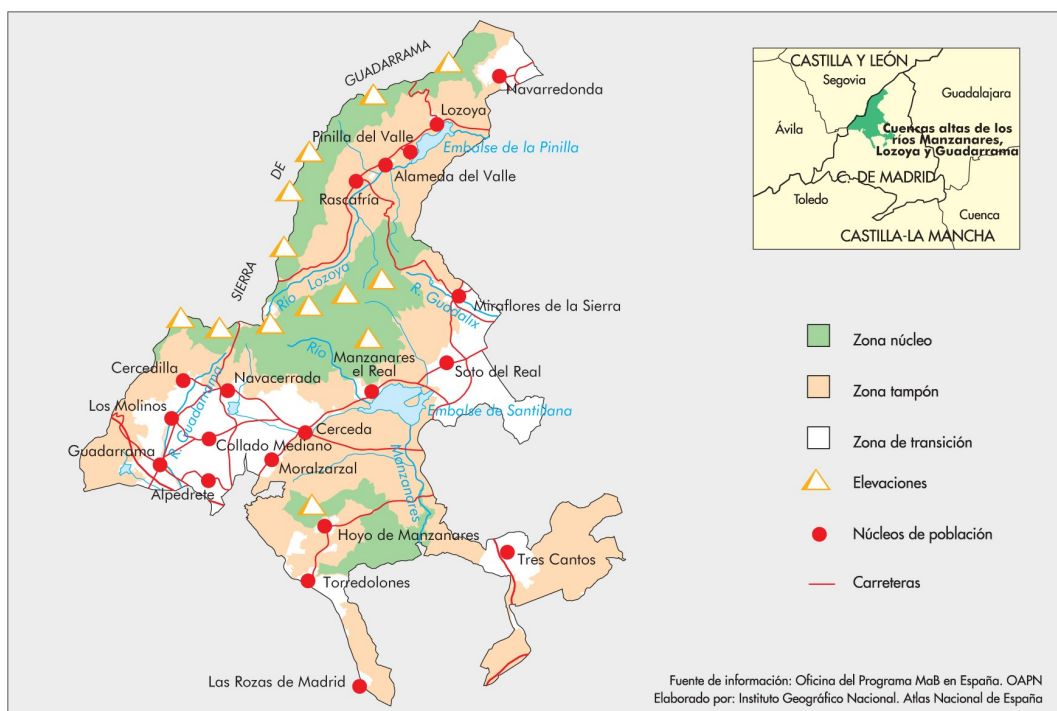 GUADARRAMA
DE
SIERRA
Navarredonda
Lozoya
Pinilla del Valle
Embalse de la Pinilla
Alameda del Valle
Rascafría
Río Lozoya
R. Guadalix
Miraflores de la Sierra
Río
Manzanares
el Real
Soto del Real
Cercedilla
R. Guadarrama
Navacerrada
Los Molinos
Embalse de Santillana
Cerceda
Guadarrama
Collado Mediano
Moralzarzal
Manzanares
Alpedrete
Hoyo de Manzanares
Tres Cantos
Torredolones
Las Rozas de Madrid
CASTILLA Y LEÓN
Segovia
Guadalajara
Ávila
Cuencas altas de los
ríos Manzanares,
Lozoya y Guadarrama
C. DE MADRID
Toledo
Cuenca
CASTILLA-LA MANCHA
Zona núcleo
Zona tampón
Zona de transición
Elevaciones
Núcleos de población
Carreteras
Fuente de información: Oficina del Programa MaB en España. OAPN
Elaborado por: Instituto Geográfico Nacional. Atlas Nacional de España